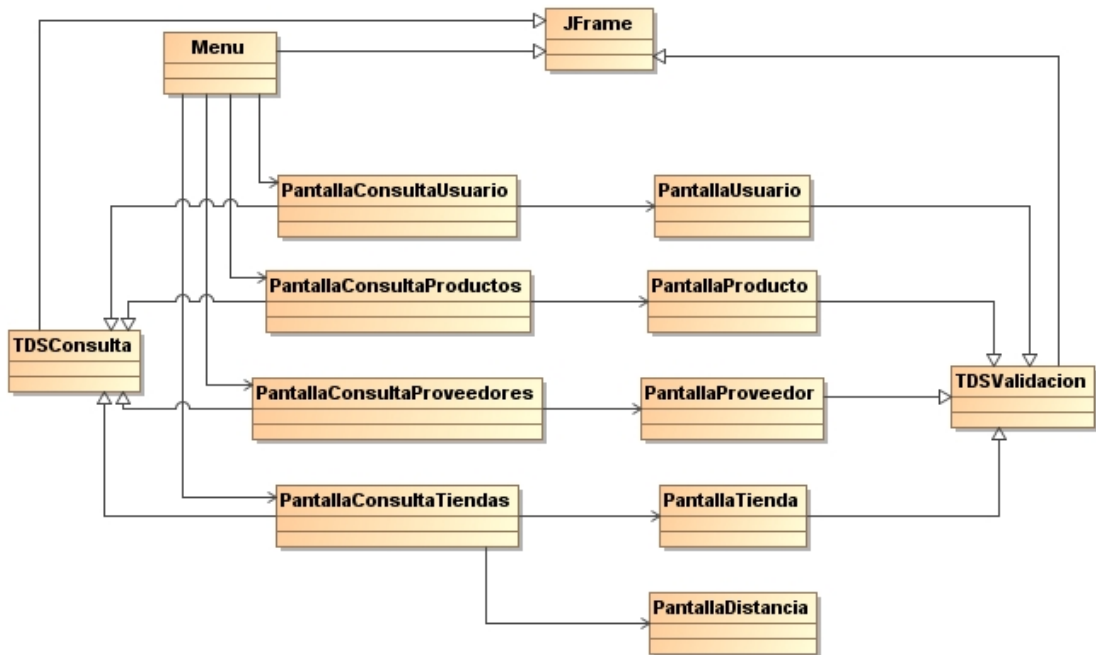 JFrame
Menu
PantallaConsultaUsuario
PantallaUsuario
PantallaConsultaProductos
PantallaProducto
TDSConsulta
TDSValidacion
PantallaConsultaProveedores
PantallaProveedor
PantallaConsultaTiendas
PantallaTienda
PantallaDistancia